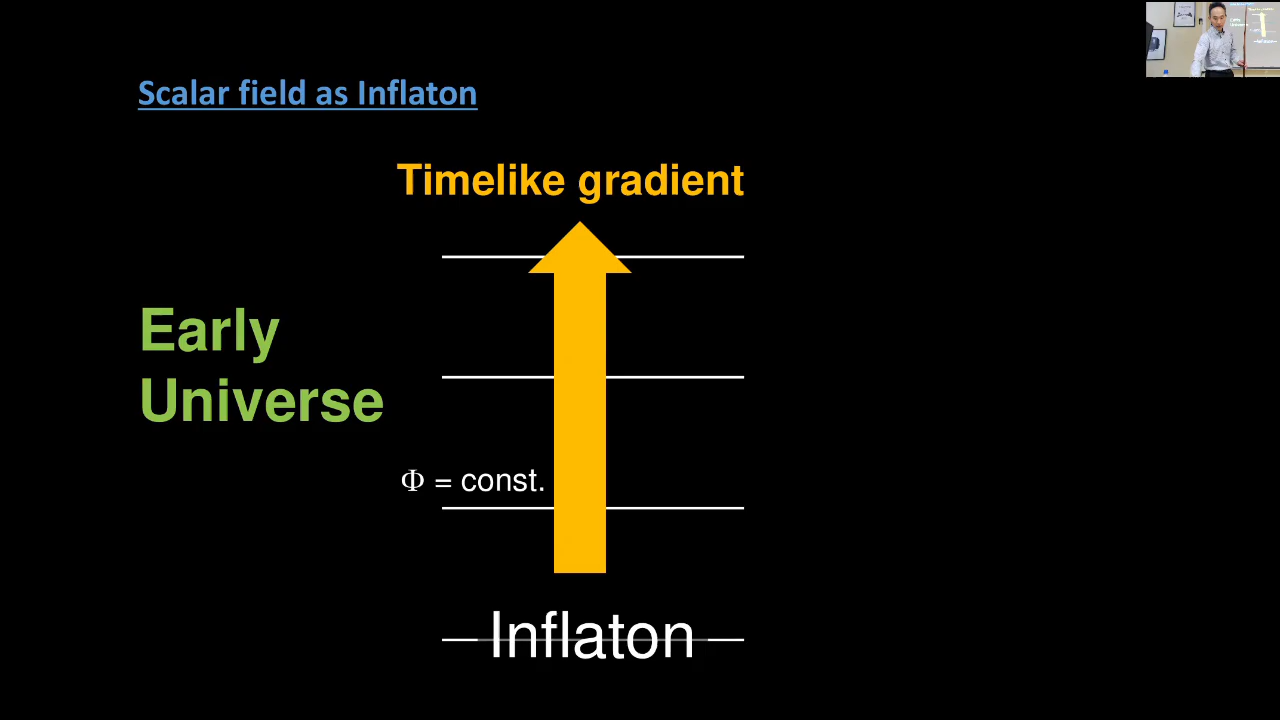 Scalar field as Inflaton
Timelike gradient
Early
Universe
Φ = const.
Inflaton